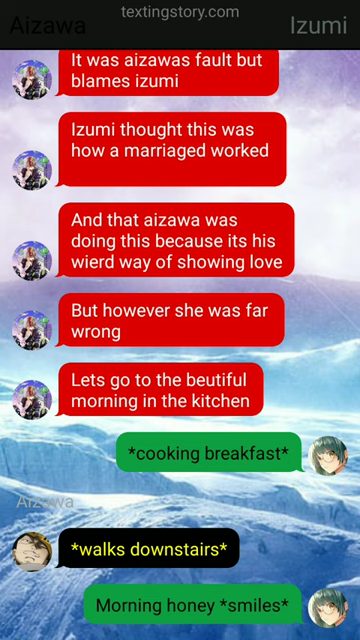 textingstory.com
Aizawa
Izumi
It was aizawas fault but
blames izumi
Izumi thought this was
how a marriaged worked
And that aizawa was
doing this because its his
wierd way of showing love
But however she was far
wrong
Lets go to the beutiful
morning in the kitchen
*cooking breakfast*
Aizawa
*walks downstairs*
Morning honey *smiles*